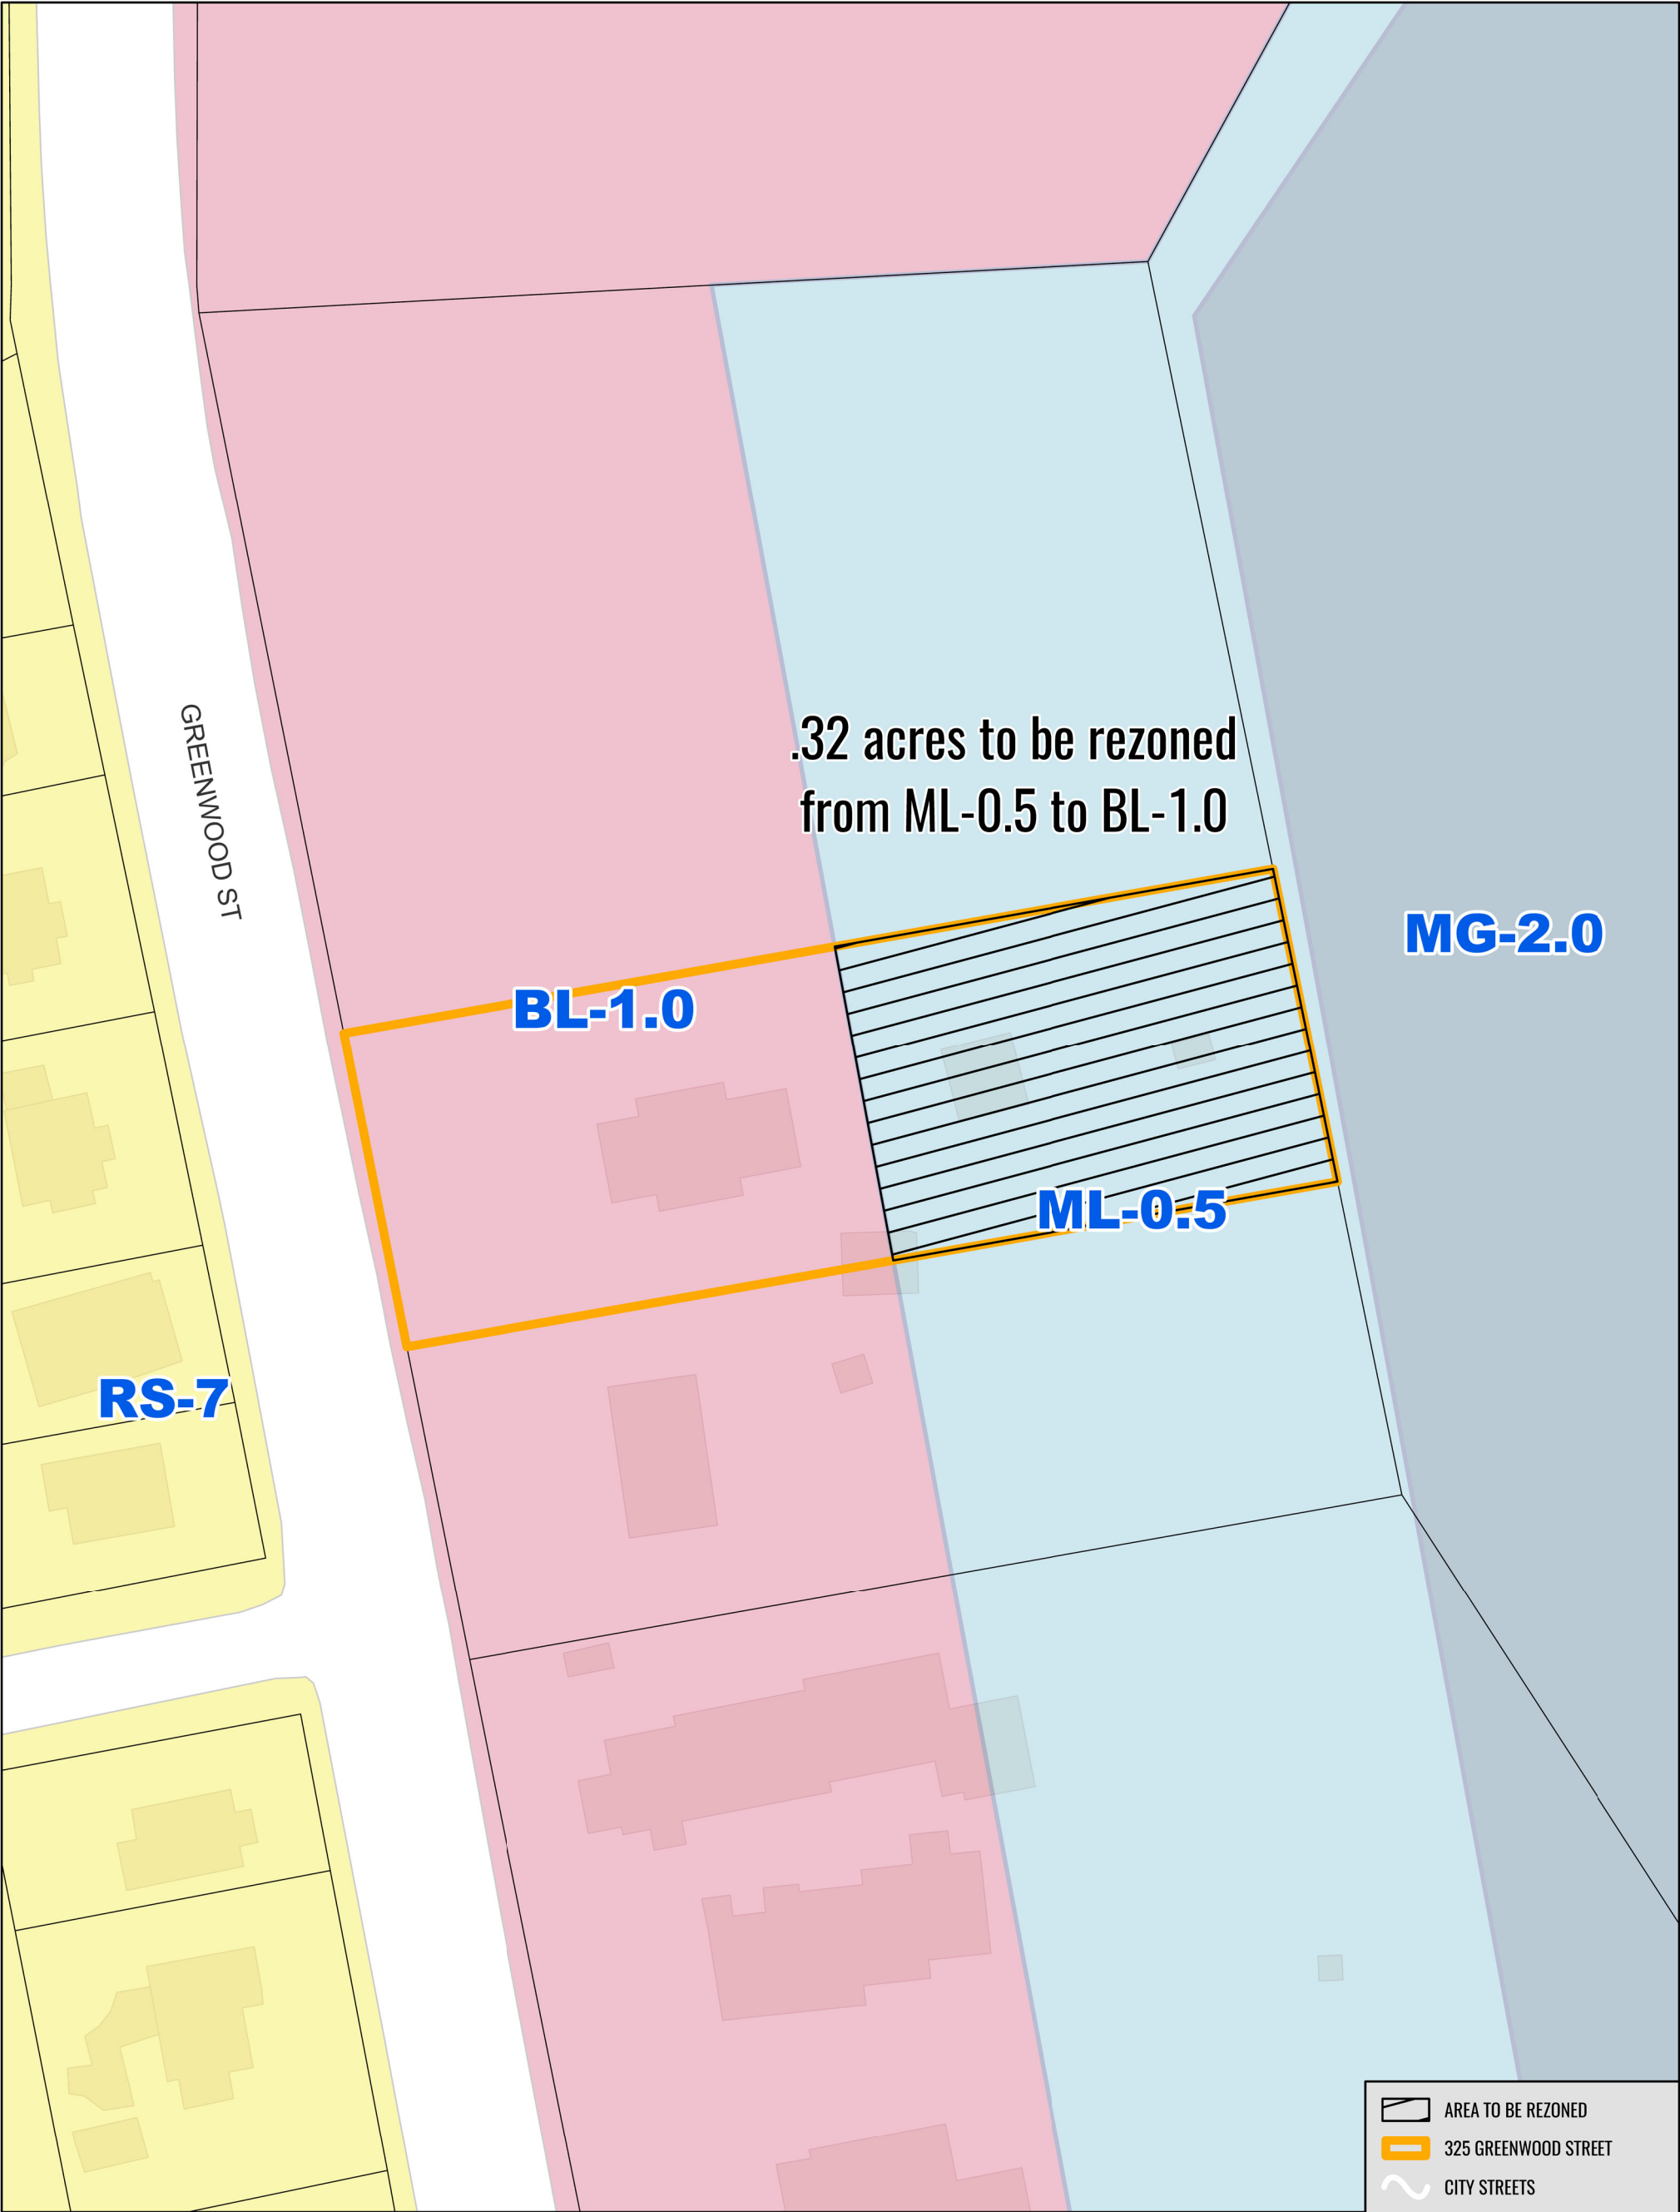 GREENWOOD ST
.32 acres to be rezoned
from ML-0.5 to BL-1.0
MG-2.0
BL-1.0
ML-0.5
RS-7
AREA TO BE REZONED
325 GREENWOOD STREET
CITY STREETS